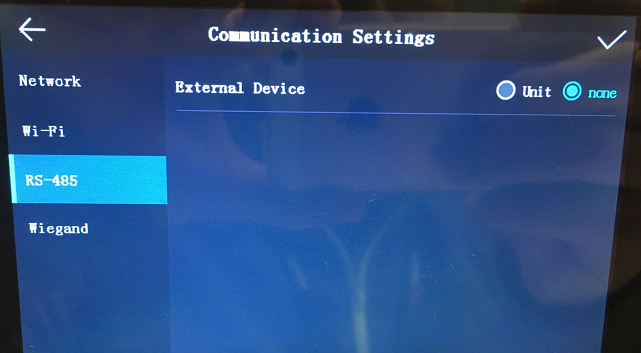 Communication Settings
Network
External Device
Unit
none
Wi-Fi
RS-485
Wiegand